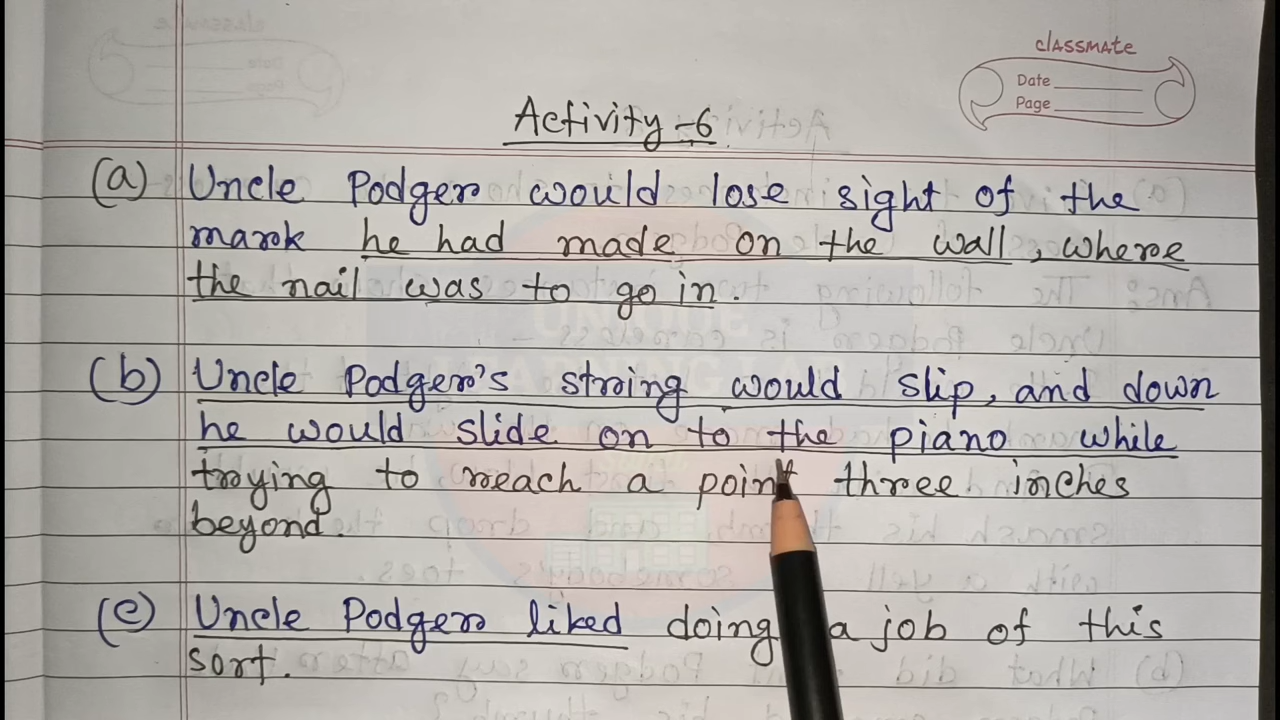 classmate
Date
Page
Activity-6
(a) Uncle Podger would lose sight of the
mark he had made on the wall, where
the nail was to go in.
(b) Uncle Podger's string would slip, and down
he would slide on to the piano while
trying to reach a point three inches
beyond.
(c) Uncle Podger liked doing a job of this
sort.